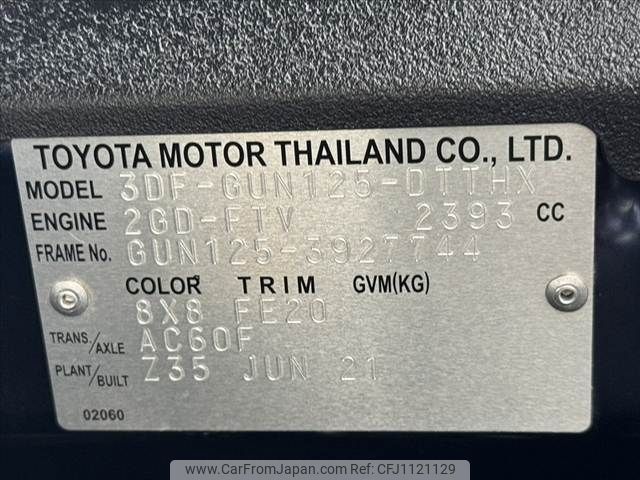 TOYOTA MOTOR THAILAND CO., LTD.
MODEL 3DF-GUN125-DTTHX
ENGINE 2GD-FTV 2393 CC
FRAME No. GUN125-3927744
COLOR TRIM GVM(KG)
8X8 FE20
TRANS./AXLE AC60F
PLANT/BUILT Z35 JUN 21
02060
www.CarFromJapan.com | CFJ1121129